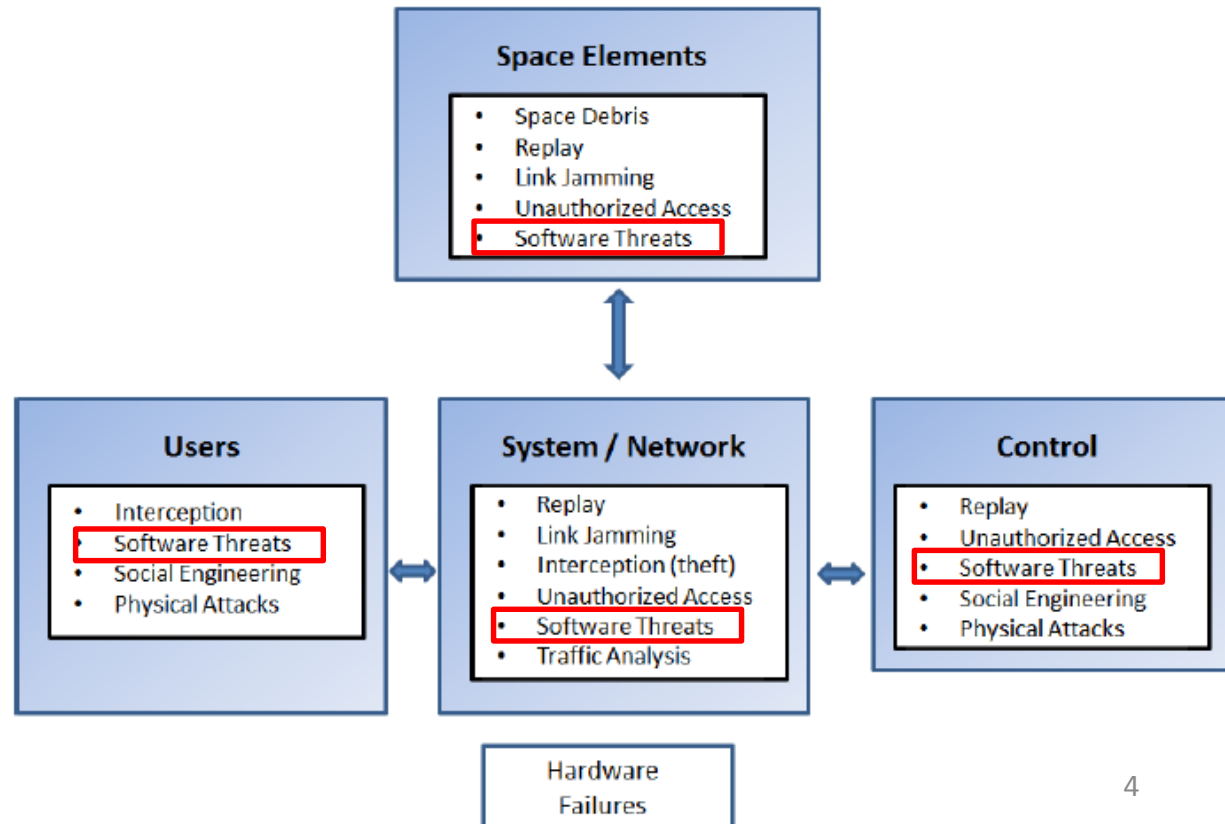 Space Elements
• Space Debris
• Replay
• Link Jamming
• Unauthorized Access
• Software Threats
Users
• Interception
• Software Threats
• Social Engineering
• Physical Attacks
System / Network
• Replay
• Link Jamming
• Interception (theft)
• Unauthorized Access
• Software Threats
• Traffic Analysis
Control
• Replay
• Unauthorized Access
• Software Threats
• Social Engineering
• Physical Attacks
Hardware
Failures
4